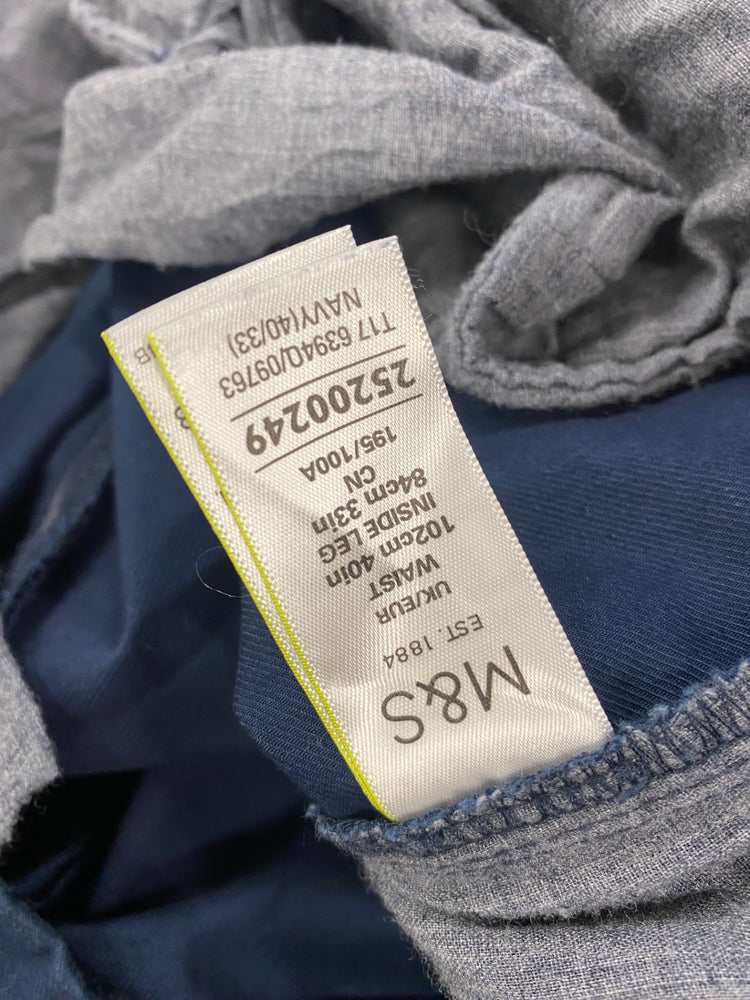 M&S
EST. 1884
UK/EUR
WAIST
102cm 40in
INSIDE LEG
84cm 33in
CN
195/100A
25200249
T17 6394Q/09763
NAVY(40/33)